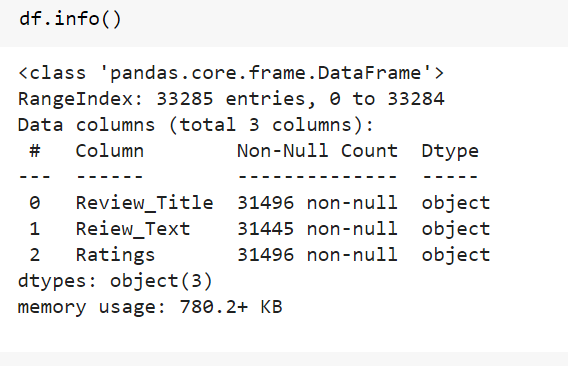 df.info()
<class 'pandas.core.frame.DataFrame'>
RangeIndex: 33285 entries, 0 to 33284
Data columns (total 3 columns):
 #   Column        Non-Null Count  Dtype
---  ------        --------------  -----
 0   Review_Title  31496 non-null  object
 1   Reiew_Text    31445 non-null  object
 2   Ratings       31496 non-null  object
dtypes: object(3)
memory usage: 780.2+ KB